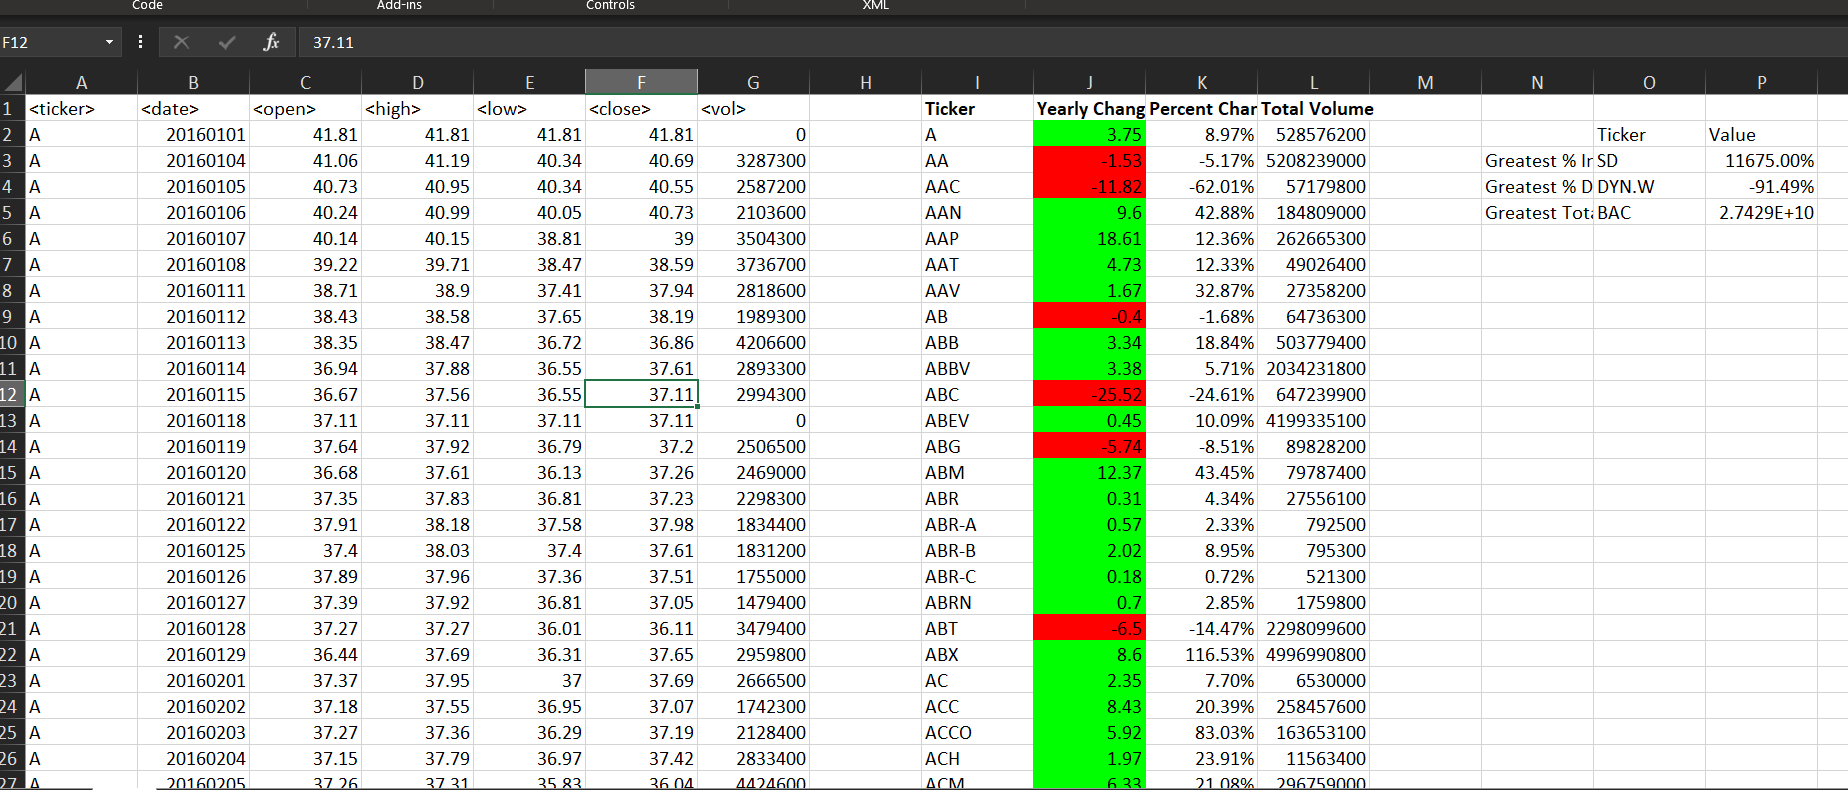 Code Add-ins Controls XML
F12 fx 37.11
A B C D E F G H I J K L M N O P
1 <ticker> <date> <open> <high> <low> <close> <vol> Ticker Yearly Chang Percent Char Total Volume
2 A 20160101 41.81 41.81 41.81 41.81 0 A 3.75 8.97% 528576200 Ticker Value
3 A 20160104 41.06 41.19 40.34 40.69 3287300 AA -1.53 -5.17% 5208239000 Greatest % Ir SD 11675.00%
4 A 20160105 40.73 40.95 40.34 40.55 2587200 AAC -11.82 -62.01% 57179800 Greatest % D DYN.W -91.49%
5 A 20160106 40.24 40.99 40.05 40.73 2103600 AAN 9.6 42.88% 184809000 Greatest Tota BAC 2.7429E+10
6 A 20160107 40.14 40.15 38.81 39 3504300 AAP 18.61 12.36% 262665300
7 A 20160108 39.22 39.71 38.47 38.59 3736700 AAT 4.73 12.33% 49026400
8 A 20160111 38.71 38.9 37.41 37.94 2818600 AAV 1.67 32.87% 27358200
9 A 20160112 38.43 38.58 37.65 38.19 1989300 AB -0.4 -1.68% 64736300
10 A 20160113 38.35 38.47 36.72 36.86 4206600 ABB 3.34 18.84% 503779400
11 A 20160114 36.94 37.88 36.55 37.61 2893300 ABBV 3.38 5.71% 2034231800
12 A 20160115 36.67 37.56 36.55 37.11 2994300 ABC -25.52 -24.61% 647239900
13 A 20160118 37.11 37.11 37.11 37.11 0 ABEV 0.45 10.09% 4199335100
14 A 20160119 37.64 37.92 36.79 37.2 2506500 ABG -5.74 -8.51% 89828200
15 A 20160120 36.68 37.61 36.13 37.26 2469000 ABM 12.37 43.45% 79787400
16 A 20160121 37.35 37.83 36.81 37.23 2298300 ABR 0.31 4.34% 27556100
17 A 20160122 37.91 38.18 37.58 37.98 1834400 ABR-A 0.57 2.33% 792500
18 A 20160125 37.4 38.03 37.4 37.61 1831200 ABR-B 2.02 8.95% 795300
19 A 20160126 37.89 37.96 37.36 37.51 1755000 ABR-C 0.18 0.72% 521300
20 A 20160127 37.39 37.92 36.81 37.05 1479400 ABRN 0.7 2.85% 1759800
21 A 20160128 37.27 37.27 36.01 36.11 3479400 ABT -6.5 -14.47% 2298099600
22 A 20160129 36.44 37.69 36.31 37.65 2959800 ABX 8.6 116.53% 4996990800
23 A 20160201 37.37 37.95 37 37.69 2666500 AC 2.35 7.70% 6530000
24 A 20160202 37.18 37.55 36.95 37.07 1742300 ACC 8.43 20.39% 258457600
25 A 20160203 37.27 37.36 36.29 37.19 2128400 ACCO 5.92 83.03% 163653100
26 A 20160204 37.15 37.79 36.97 37.42 2833400 ACH 1.97 23.91% 11563400
27 A 20160205 37.26 37.31 35.83 36.04 4424600 ACM 6.33 21.08% 296759000